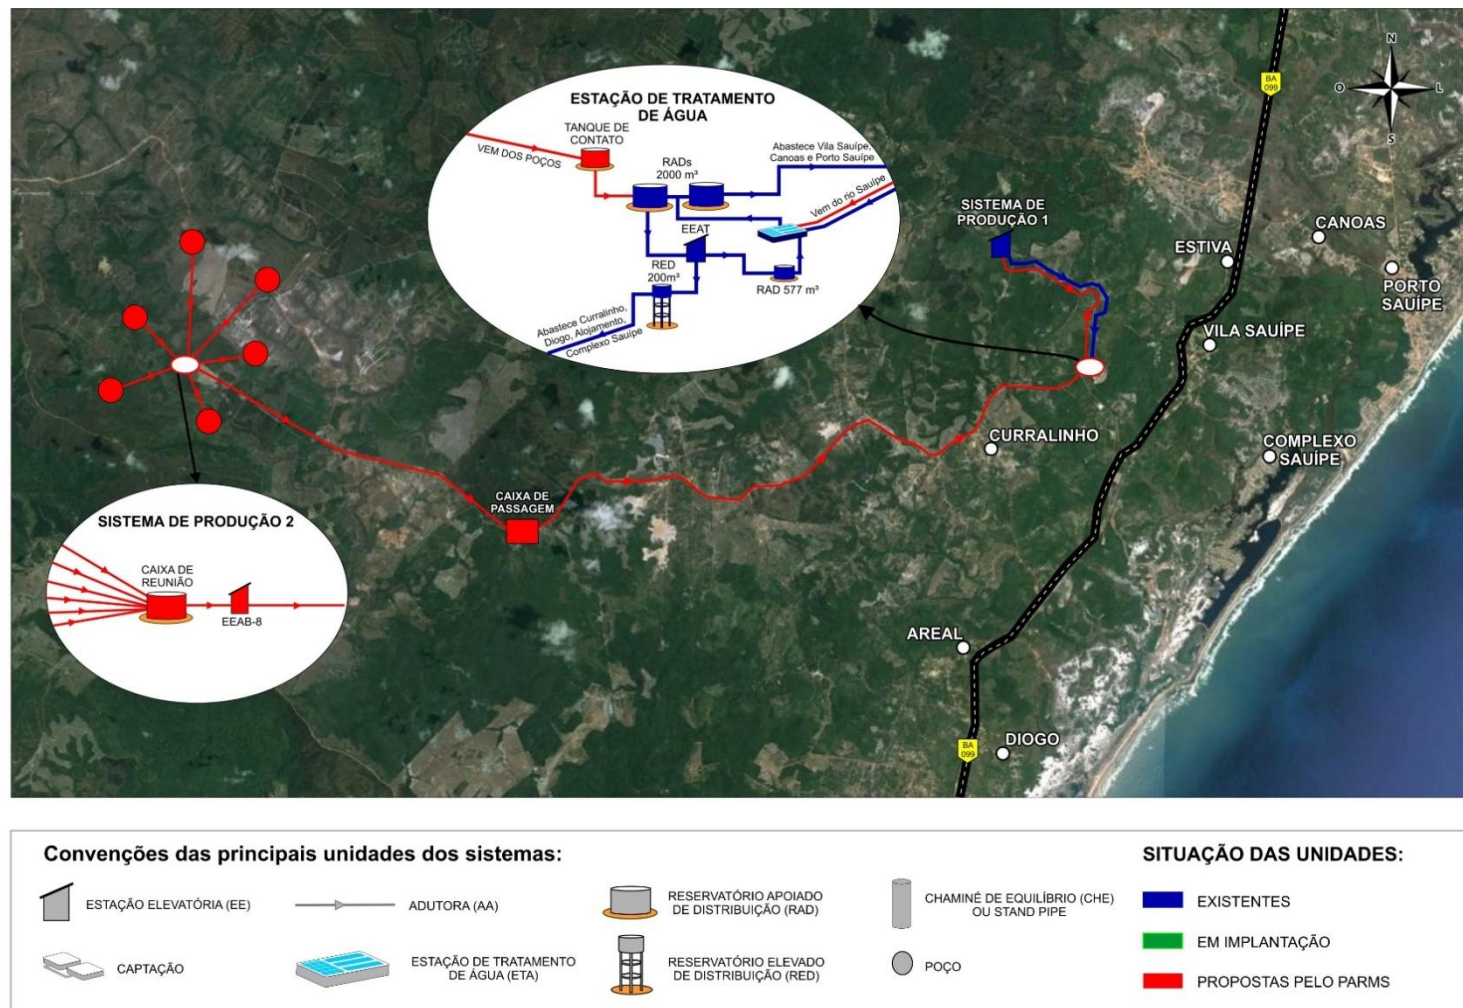 BA
099
N
O
L
S
ESTAÇÃO DE TRATAMENTO
DE ÁGUA
TANQUE DE
CONTATO
VEM DOS POÇOS
RADs
2000 m³
Abastece Vila Sauípe,
Canoas e Porto Sauípe
Vem do rio Sauípe
EEAT
RED
200m³
RAD 577 m³
Abastece Curralinho,
Diogo, Alojamento,
Complexo Sauípe
SISTEMA DE
PRODUÇÃO 1
CANOAS
ESTIVA
PORTO
SAUÍPE
VILA SAUÍPE
CURRALINHO
COMPLEXO
SAUÍPE
CAIXA DE
PASSAGEM
SISTEMA DE PRODUÇÃO 2
CAIXA DE
REUNIÃO
EEAB-8
AREAL
DIOGO
BA
099
Convenções das principais unidades dos sistemas:
ESTAÇÃO ELEVATÓRIA (EE)
ADUTORA (AA)
RESERVATÓRIO APOIADO
DE DISTRIBUIÇÃO (RAD)
CHAMINÉ DE EQUILÍBRIO (CHE)
OU STAND PIPE
CAPTAÇÃO
ESTAÇÃO DE TRATAMENTO
DE ÁGUA (ETA)
RESERVATÓRIO ELEVADO
DE DISTRIBUIÇÃO (RED)
POÇO
SITUAÇÃO DAS UNIDADES:
EXISTENTES
EM IMPLANTAÇÃO
PROPOSTAS PELO PARMS